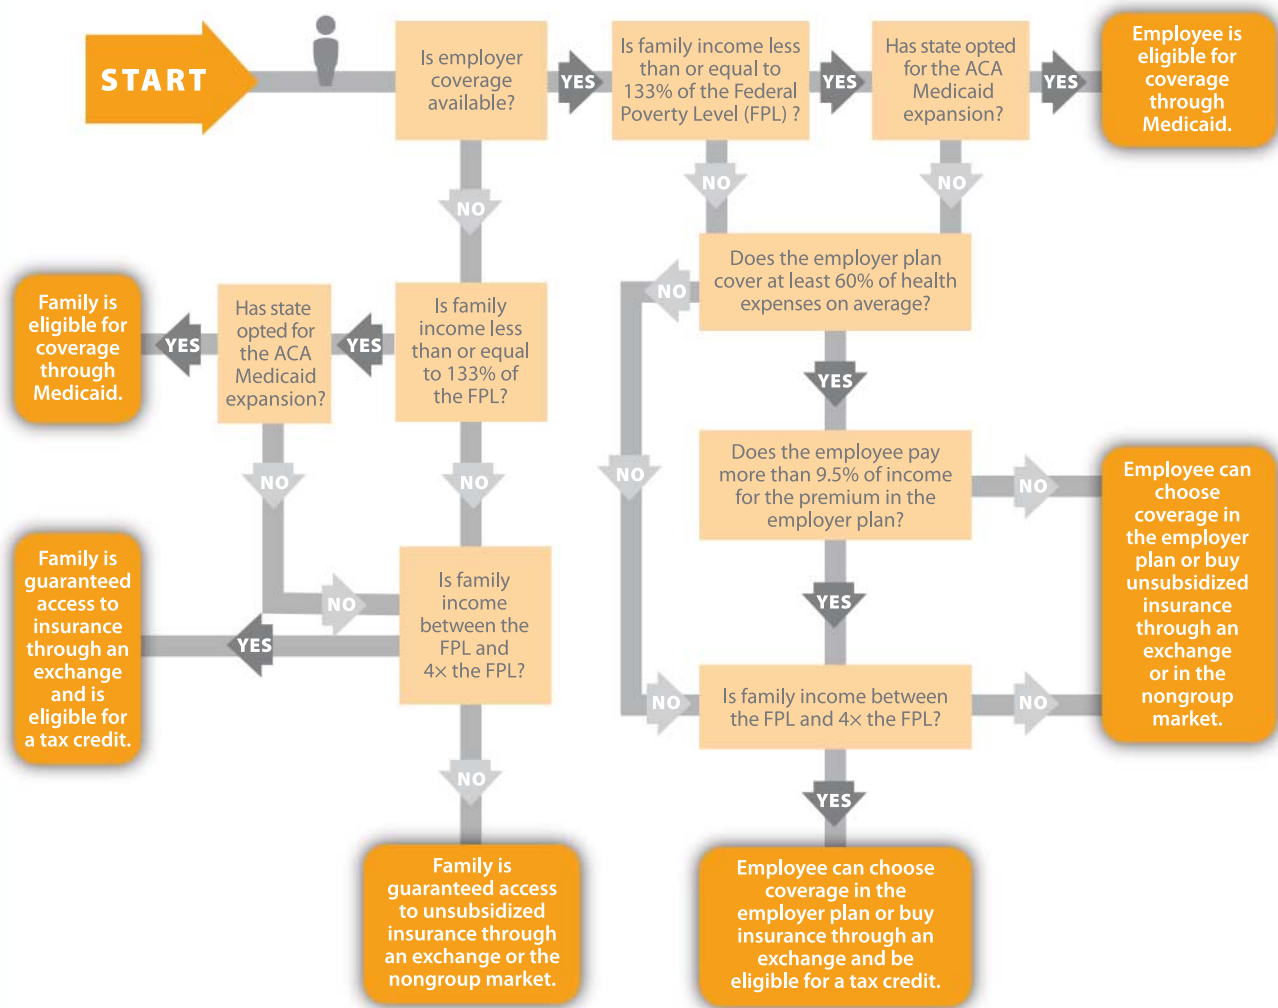 START
Is employer
coverage
available?
YES
Is family income less
than or equal to
133% of the Federal
Poverty Level (FPL) ?
YES
Has state opted
for the ACA
Medicaid
expansion?
YES
Employee is
eligible for
coverage
through
Medicaid.
NO
NO
NO
Does the employer plan
cover at least 60% of health
expenses on average?
NO
Family is
eligible for
coverage
through
Medicaid.
YES
Has state
opted for
the ACA
Medicaid
expansion?
YES
Is family
income less
than or equal
to 133% of
the FPL?
YES
NO
NO
NO
Does the employee pay
more than 9.5% of income
for the premium in the
employer plan?
NO
Employee can
choose
coverage in
the employer
plan or buy
unsubsidized
insurance
through an
exchange
or in the
nongroup
market.
Family is
guaranteed
access to
insurance
through an
exchange
and is
eligible for
a tax credit.
NO
YES
Is family
income
between the
FPL and
4× the FPL?
YES
NO
Is family income between
the FPL and 4× the FPL?
NO
NO
YES
Family is
guaranteed access
to unsubsidized
insurance through
an exchange or the
nongroup market.
Employee can choose
coverage in the
employer plan or buy
insurance through an
exchange and be
eligible for a tax credit.